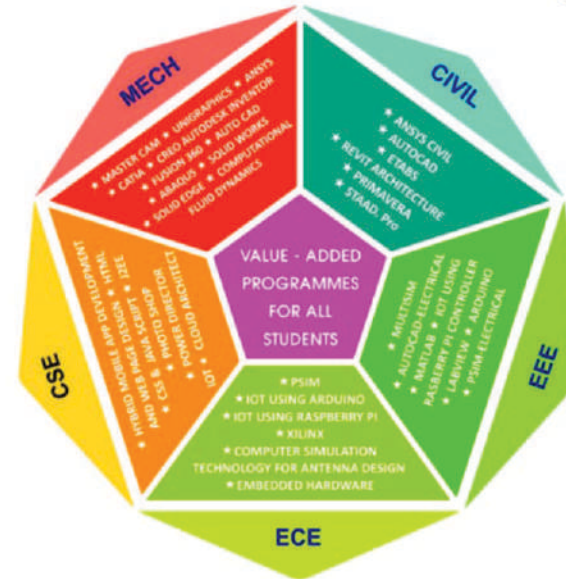 MECH
★ MASTER CAM ★ UNIGRAPHICS ★ ANSYS
CATIA ★ CREO AUTODESK INVENTOR
★ FUSION 360 ★ AUTO CAD
ABAQUS ★ SOLID WORKS
★ SOLID EDGE ★ COMPUTATIONAL
FLUID DYNAMICS
CIVIL
★ ANSYS CIVIL
★ AUTOCAD
★ ETABS
★ REVIT ARCHITECTURE
★ PRIMAVERA
★ STAAD, Pro
VALUE - ADDED
PROGRAMMES
FOR ALL
STUDENTS
CSE
★ HYBRID MOBILE APP DEVELOPMENT
AND WEB PAGE DESIGN ★ HTML
★ CSS & JAVA SCRIPT ★ J2EE
★ PHOTO SHOP
★ POWER DIRECTOR
IOT ★ CLOUD ARCHITECT
EEE
★ MULTISIM
★ AUTOCAD-ELECTRICAL
★ MATLAB ★ IOT USING
RASBERRY PI CONTROLLER
★ LABVIEW ★ ARDUINO
★ PSIM ELECTRICAL
★ PSIM
★ IOT USING ARDUINO
★ IOT USING RASPBERRY PI
★ XILINX
★ COMPUTER SIMULATION
TECHNOLOGY FOR ANTENNA DESIGN
★ EMBEDDED HARDWARE
ECE